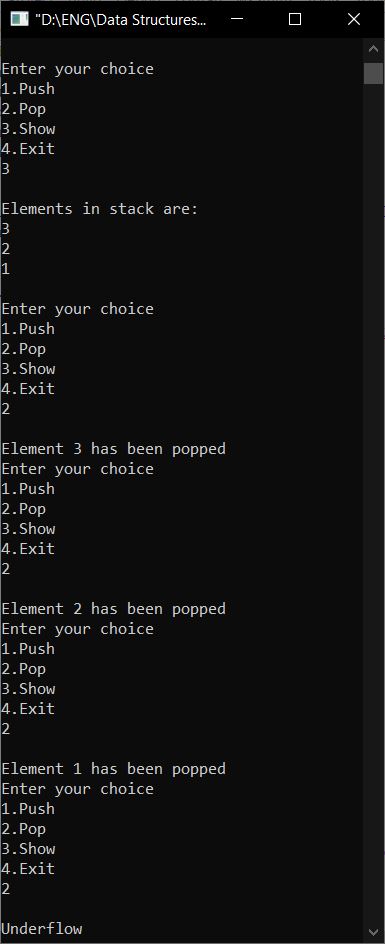 "D:\ENG\Data Structures...
Enter your choice
1.Push
2.Pop
3.Show
4.Exit
3
Elements in stack are:
3
2
1
Enter your choice
1.Push
2.Pop
3.Show
4.Exit
2
Element 3 has been popped
Enter your choice
1.Push
2.Pop
3.Show
4.Exit
2
Element 2 has been popped
Enter your choice
1.Push
2.Pop
3.Show
4.Exit
2
Element 1 has been popped
Enter your choice
1.Push
2.Pop
3.Show
4.Exit
2
Underflow